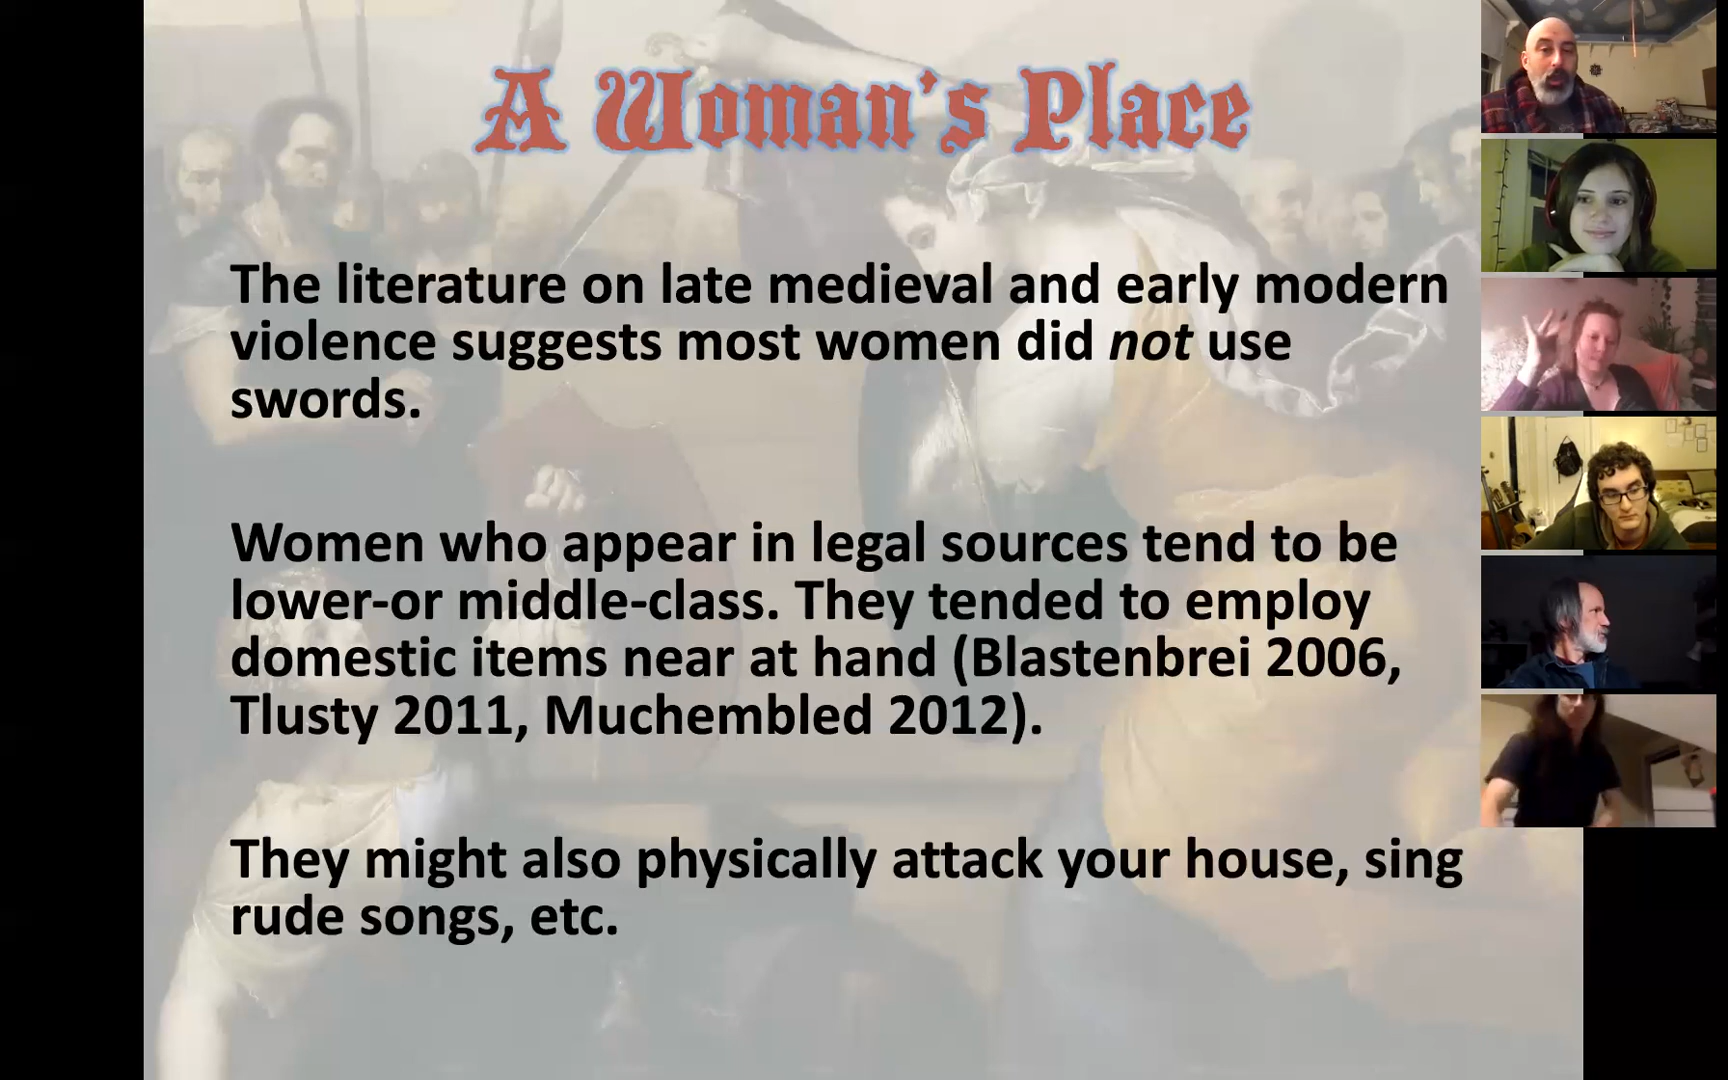 A Woman's Place
The literature on late medieval and early modern
violence suggests most women did not use
swords.
Women who appear in legal sources tend to be
lower-or middle-class. They tended to employ
domestic items near at hand (Blastenbrei 2006,
Tlusty 2011, Muchembled 2012).
They might also physically attack your house, sing
rude songs, etc.